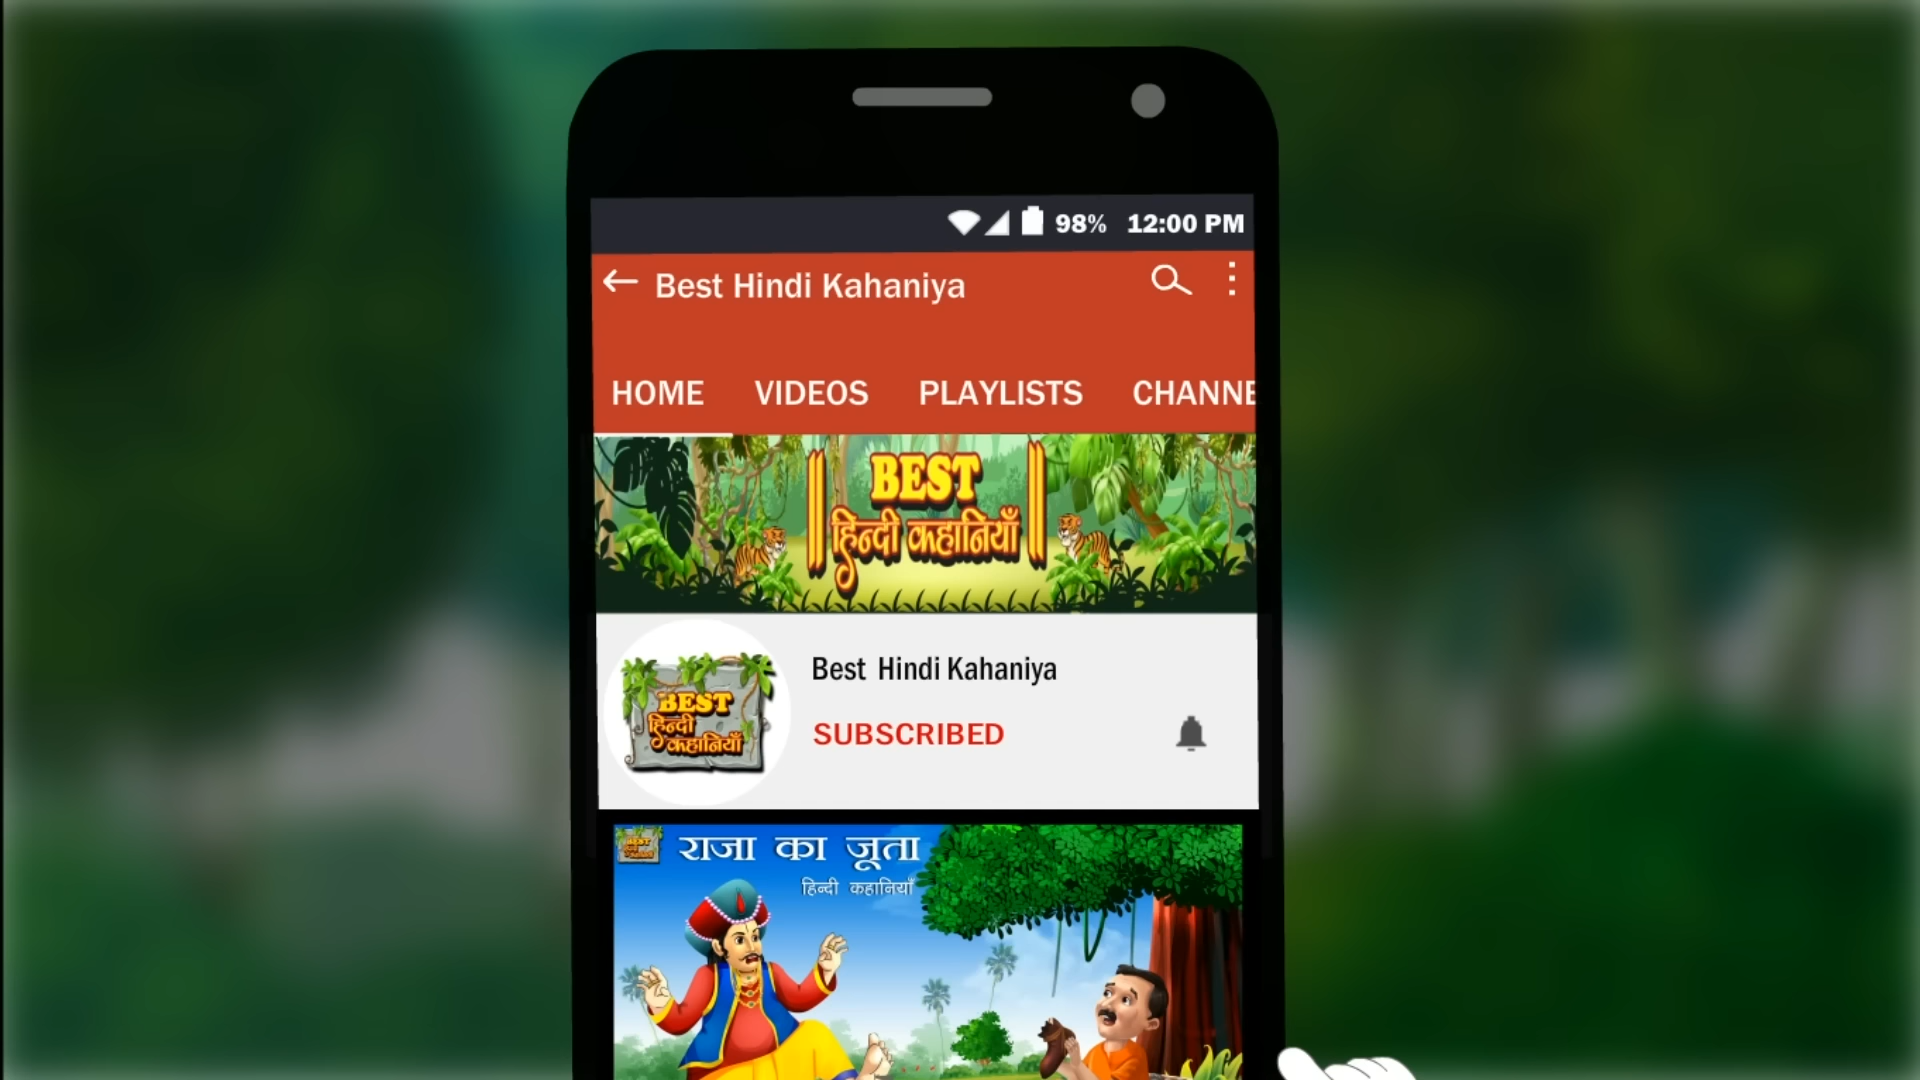 98% 12:00 PM
Best Hindi Kahaniya
HOME VIDEOS PLAYLISTS CHANNE
BEST
हिन्दी कहानियाँ
Best Hindi Kahaniya
SUBSCRIBED
BEST
हिन्दी
कहानियाँ
राजा का जूता
हिन्दी कहानियाँ